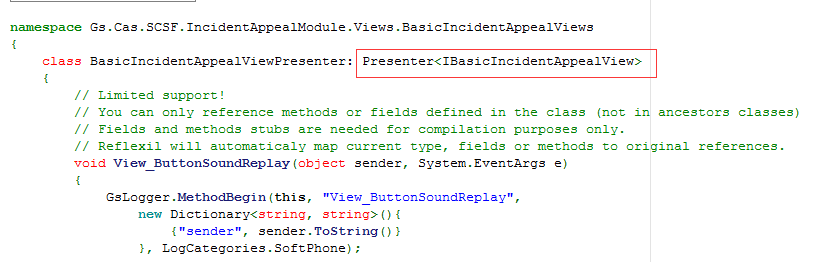 namespace Gs.Cas.SCSF.IncidentAppealModule.Views.BasicIncidentAppealViews
{
    class BasicIncidentAppealViewPresenter: Presenter<IBasicIncidentAppealView>
    {
        // Limited support!
        // You can only reference methods or fields defined in the class (not in ancestors classes)
        // Fields and methods stubs are needed for compilation purposes only.
        // Reflexil will automaticaly map current type, fields or methods to original references.
        void View_ButtonSoundReplay(object sender, System.EventArgs e)
        {
            GsLogger.MethodBegin(this, "View_ButtonSoundReplay",
                new Dictionary<string, string>(){
                    {"sender", sender.ToString()}
                }, LogCategories.SoftPhone);